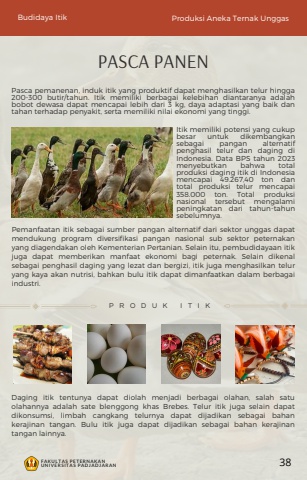 Budidaya Itik
Produksi Aneka Ternak Unggas
PASCA PANEN
Pasca pemanenan, induk itik yang produktif dapat menghasilkan telur hingga
200-300 butir/tahun. Itik memiliki berbagai kelebihan diantaranya adalah
bobot dewasa dapat mencapai lebih dari 3 kg, daya adaptasi yang baik dan
tahan terhadap penyakit, serta memiliki nilai ekonomi yang tinggi.
Itik memiliki potensi yang cukup
besar untuk dikembangkan
sebagai pangan alternatif
penghasil telur dan daging di
Indonesia. Data BPS tahun 2023
menyebutkan bahwa total
produksi daging itik di Indonesia
mencapai 49.267,40 ton dan
total produksi telur mencapai
358.000 ton. Total produksi
nasional tersebut mengalami
peningkatan dari tahun-tahun
sebelumnya.
Pemanfaatan itik sebagai sumber pangan alternatif dari sektor unggas dapat
mendukung program diversifikasi pangan nasional sub sektor peternakan
yang diagendakan oleh Kementerian Pertanian. Selain itu, pembudidayaan itik
juga dapat memberikan manfaat ekonomi bagi peternak. Selain dikenal
sebagai penghasil daging yang lezat dan bergizi, itik juga menghasilkan telur
yang kaya akan nutrisi, bahkan bulu itik dapat dimanfaatkan dalam berbagai
industri.
PRODUK ITIK
Daging itik tentunya dapat diolah menjadi berbagai olahan, salah satu
olahannya adalah sate blenggong khas Brebes. Telur itik juga selain dapat
dikonsumsi, limbah cangkang telurnya dapat dijadikan sebagai bahan
kerajinan tangan. Bulu itik juga dapat dijadikan sebagai bahan kerajinan
tangan lainnya.
FAKULTAS PETERNAKAN
UNIVERSITAS PADJADJARAN
38